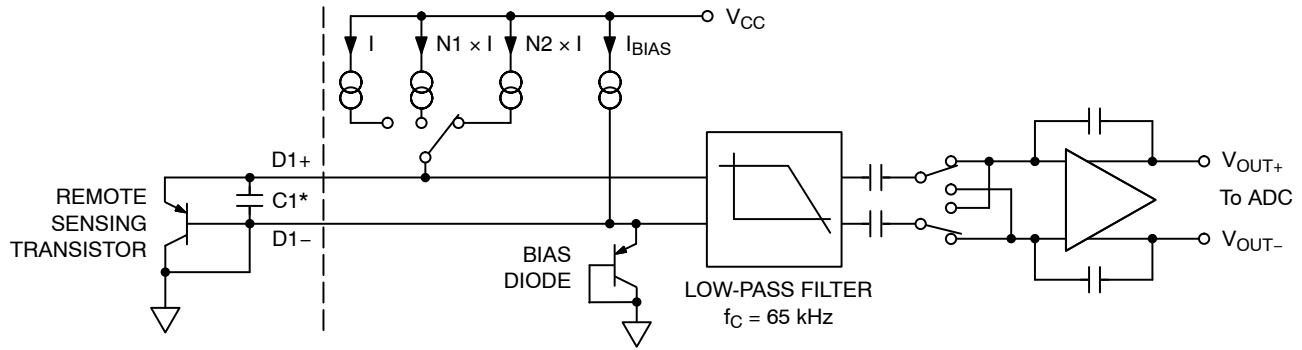 V_CC
I
N1 × I
N2 × I
I_BIAS
D1+
C1*
D1−
REMOTE
SENSING
TRANSISTOR
BIAS
DIODE
LOW-PASS FILTER
f_C = 65 kHz
V_OUT+
To ADC
V_OUT−